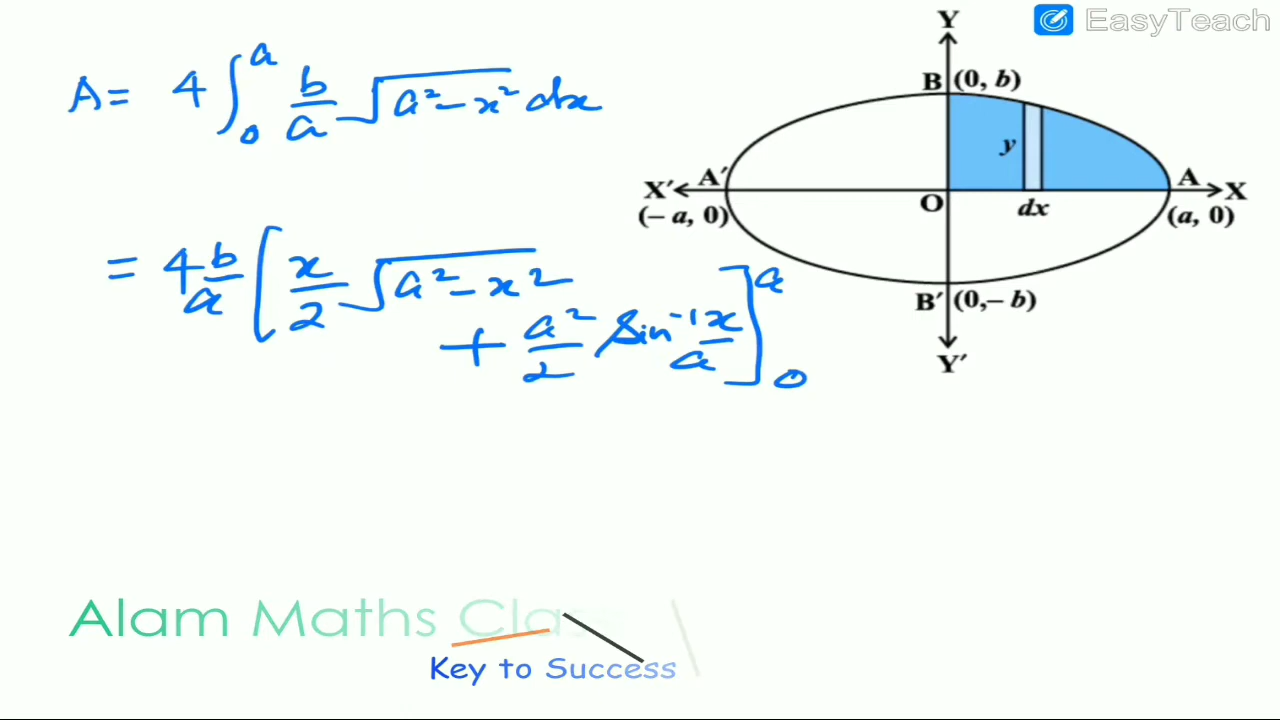 EasyTeach
A = 4 ∫₀ᵃ b/a √(a² – x²) dx
= 4 b/a [ x/2 √(a² – x²)
+ a²/2 sin⁻¹ x/a ]₀ᵃ
Y
B (0, b)
y
X′ A′ O A X
(– a, 0) dx (a, 0)
B′ (0, – b)
Y′
Alam Maths Clas
Key to Success